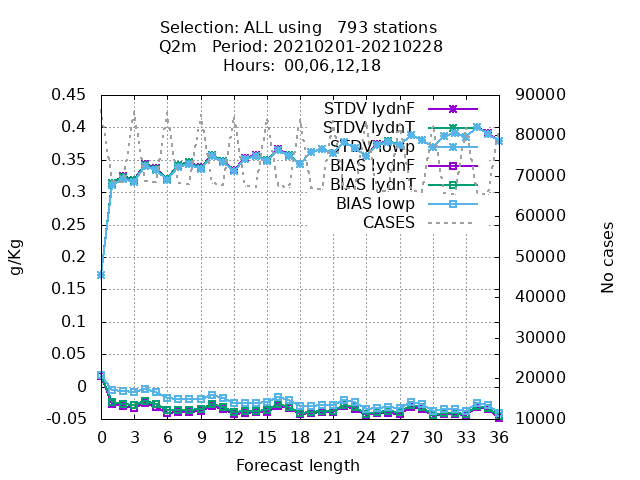 Selection: ALL using   793 stations
Q2m   Period: 20210201-20210228
Hours:  00,06,12,18
0.45
0.4
0.35
0.3
0.25
0.2
0.15
0.1
0.05
0
-0.05
g/Kg
90000
80000
70000
60000
50000
40000
30000
20000
10000
No cases
STDV lydnF
STDV lydnT
STDV lowp
BIAS lydnF
BIAS lydnT
BIAS lowp
CASES
0 3 6 9 12 15 18 21 24 27 30 33 36
Forecast length